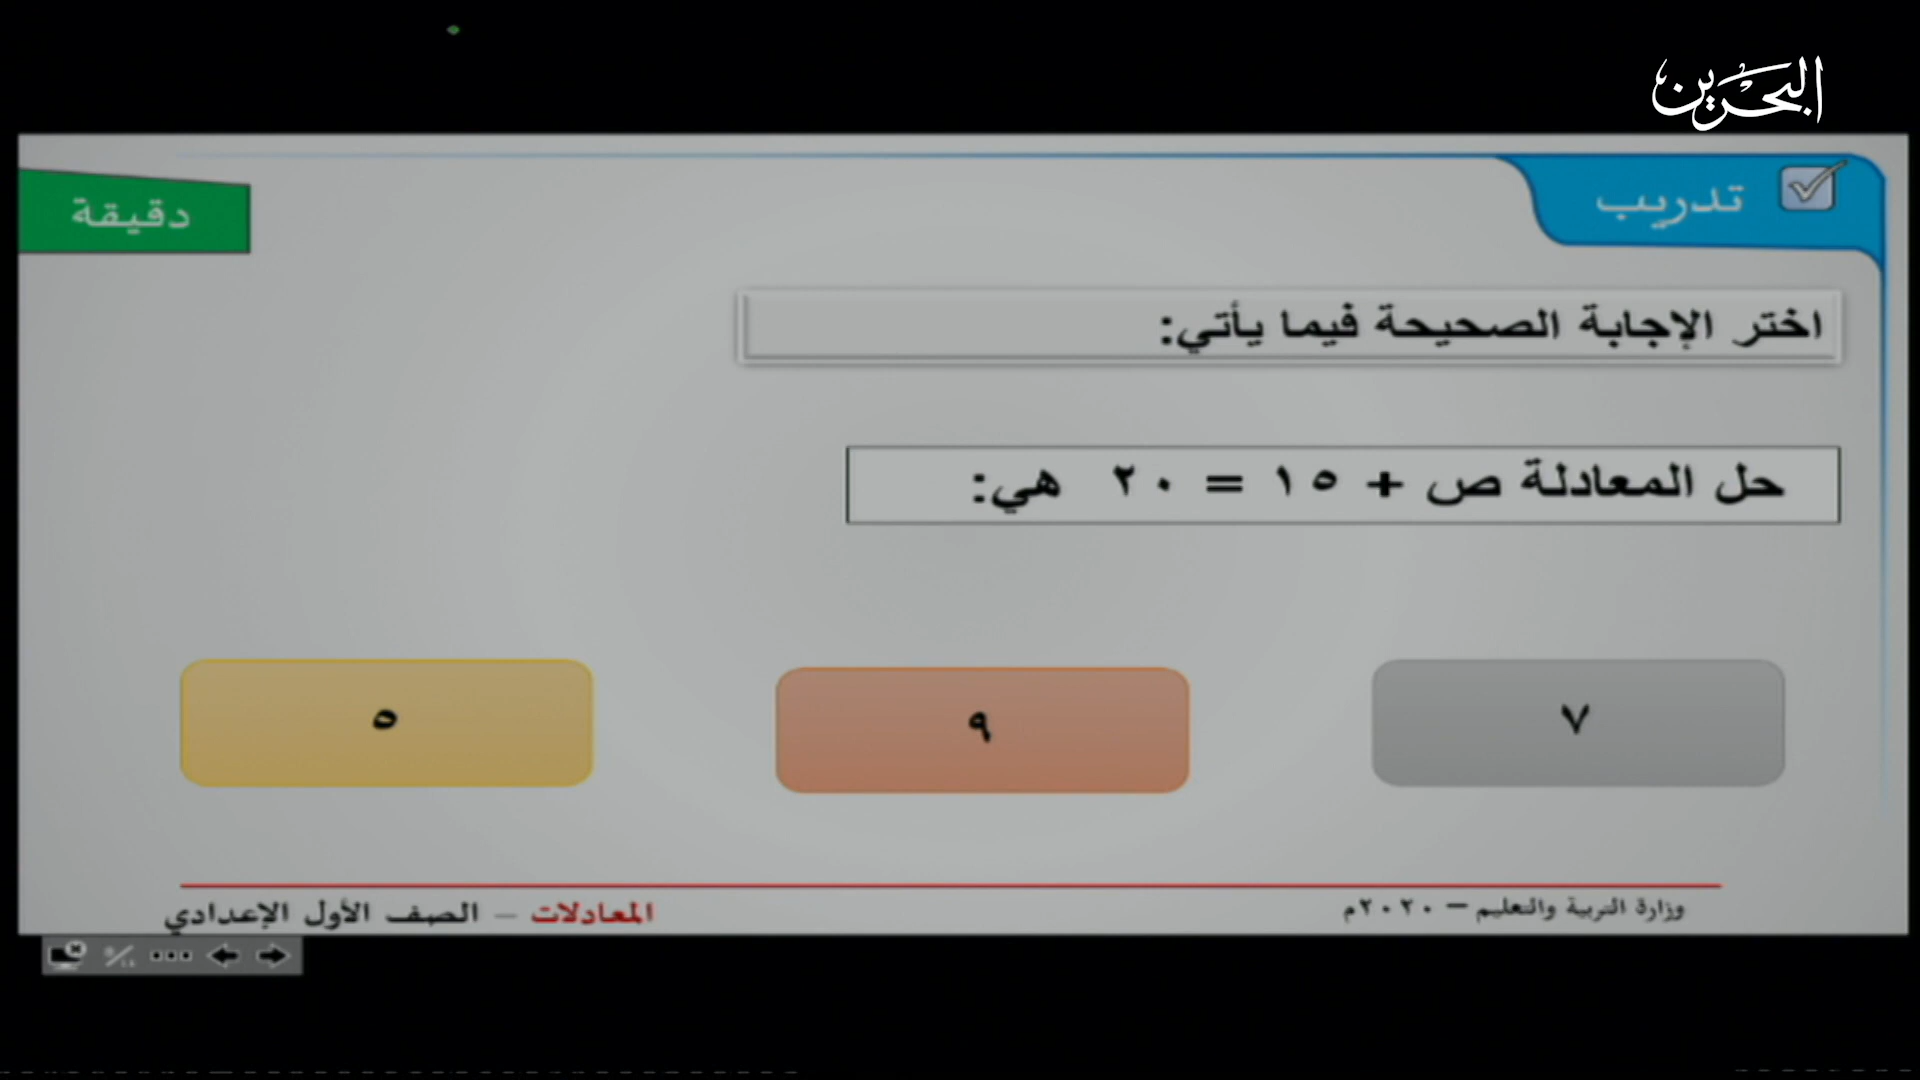 البحرين
تدريب
دقيقة
اختر الإجابة الصحيحة فيما يأتي:
حل المعادلة ص + ١٥ = ٢٠ هي:
٧
٩
٥
وزارة التربية والتعليم – ٢٠٢٠م
المعادلات – الصف الأول الإعدادي